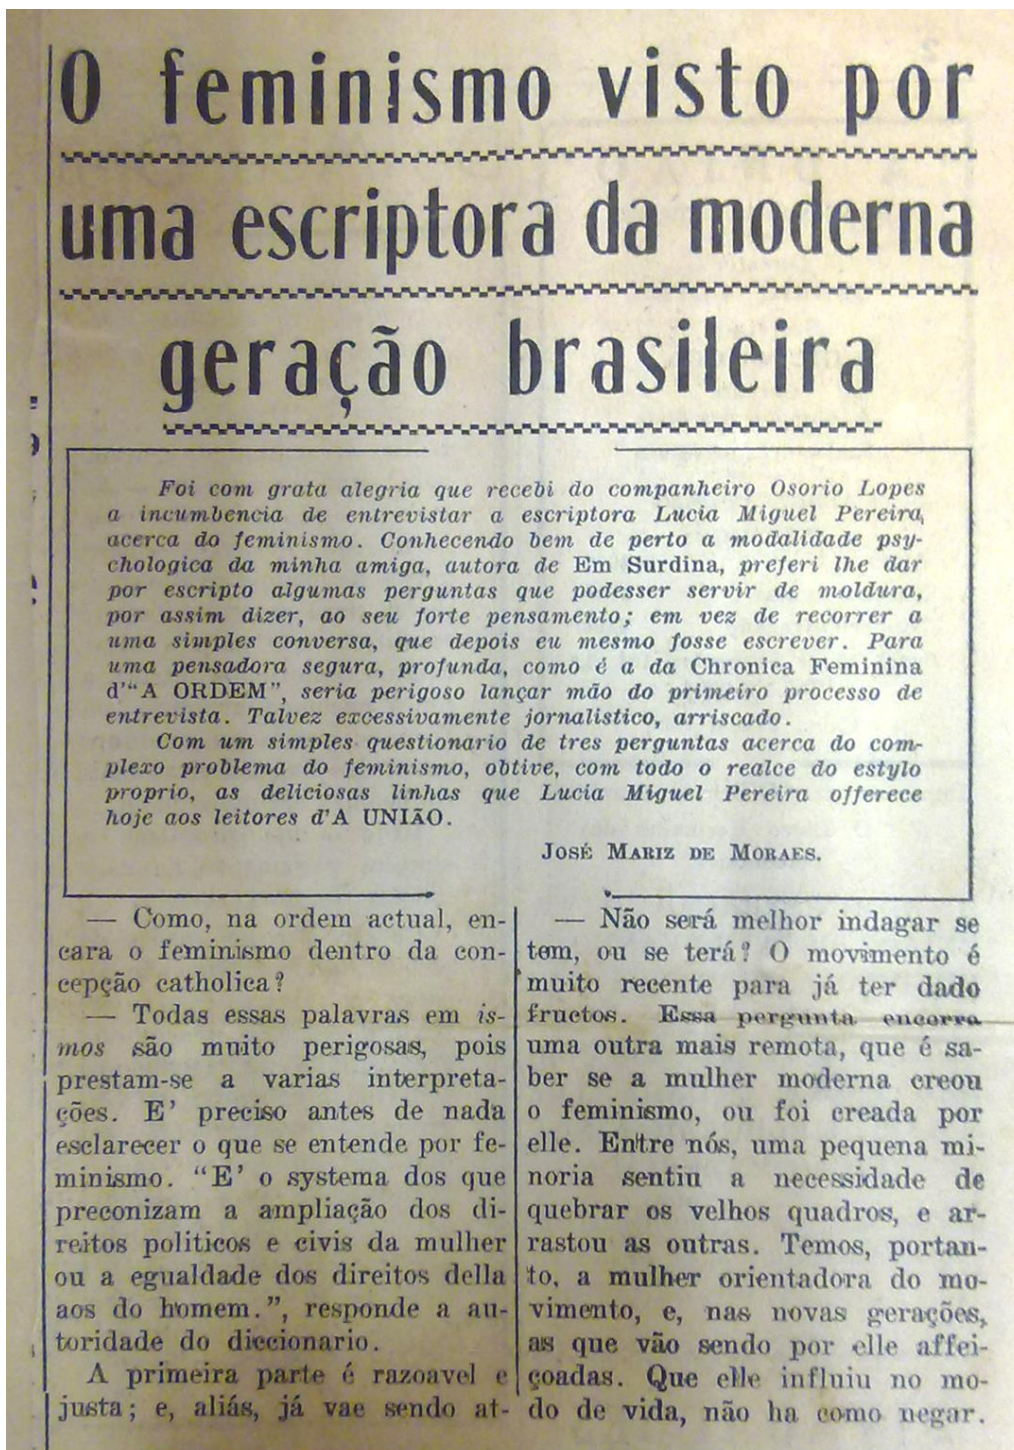 O feminismo visto por
uma escriptora da moderna
geração brasileira
Foi com grata alegria que recebi do companheiro Osorio Lopes
a incumbencia de entrevistar a escriptora Lucia Miguel Pereira,
acerca do feminismo. Conhecendo bem de perto a modalidade psy-
chologica da minha amiga, autora de Em Surdina, preferi lhe dar
por escripto algumas perguntas que podesser servir de moldura,
por assim dizer, ao seu forte pensamento; em vez de recorrer a
uma simples conversa, que depois eu mesmo fosse escrever. Para
uma pensadora segura, profunda, como é a da Chronica Feminina
d'"A ORDEM", seria perigoso lançar mão do primeiro processo de
entrevista. Talvez excessivamente jornalistico, arriscado.
Com um simples questionario de tres perguntas acerca do com-
plexo problema do feminismo, obtive, com todo o realce do estylo
proprio, as deliciosas linhas que Lucia Miguel Pereira offerece
hoje aos leitores d'A UNIÃO.
JOSÉ MARIZ DE MORAES.
— Como, na ordem actual, en-
cara o feminismo dentro da con-
cepção catholica?
— Todas essas palavras em is-
mos são muito perigosas, pois
prestam-se a varias interpreta-
ções. E' preciso antes de nada
esclarecer o que se entende por fe-
minismo. "E' o systema dos que
preconizam a ampliação dos di-
reitos politicos e civis da mulher
ou a egualdade dos direitos della
aos do homem.", responde a au-
toridade do diccionario.
A primeira parte é razoavel e
justa; e, aliás, já vae sendo at-
— Não será melhor indagar se
tem, ou se terá? O movimento é
muito recente para já ter dado
fructos. Essa pergunta encerra
uma outra mais remota, que é sa-
ber se a mulher moderna creou
o feminismo, ou foi creada por
elle. Entre nós, uma pequena mi-
noria sentiu a necessidade de
quebrar os velhos quadros, e ar-
rastou as outras. Temos, portan-
to, a mulher orientadora do mo-
vimento, e, nas novas gerações,
as que vão sendo por elle affei-
çoadas. Que elle influiu no mo-
do de vida, não ha como negar.